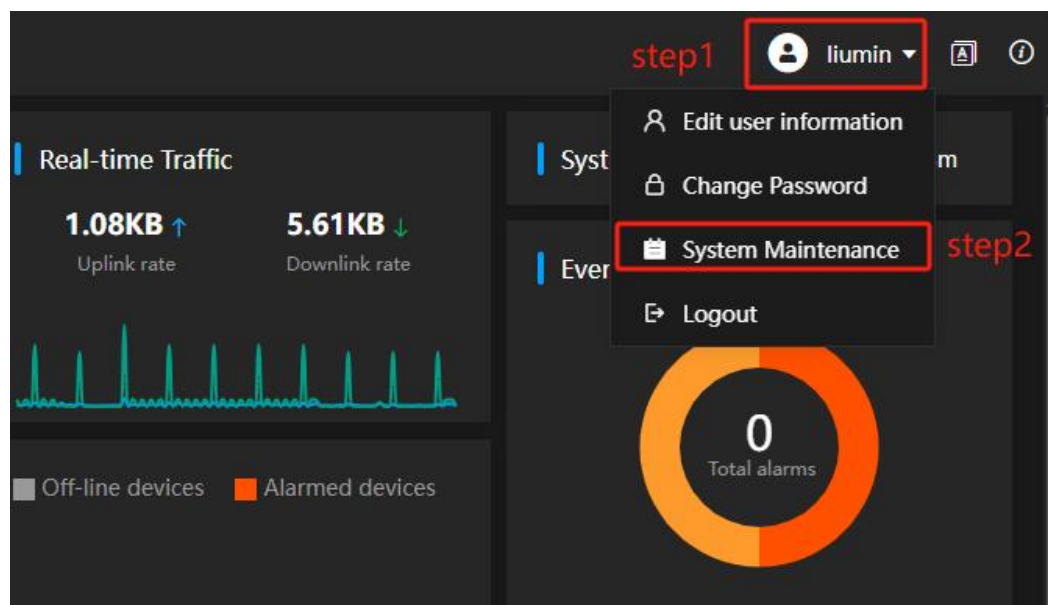 step1
liumin
A
i
Edit user information
Real-time Traffic
Syst
m
Change Password
1.08KB ↑
5.61KB ↓
Uplink rate
Downlink rate
System Maintenance
step2
Ever
Logout
0
Total alarms
Off-line devices
Alarmed devices